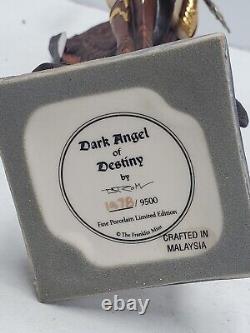 Dark Angel
of
Destiny
by
/9500
Fine Porcelain Limited Edition
© The Franklin Mint
CRAFTED IN
MALAYSIA